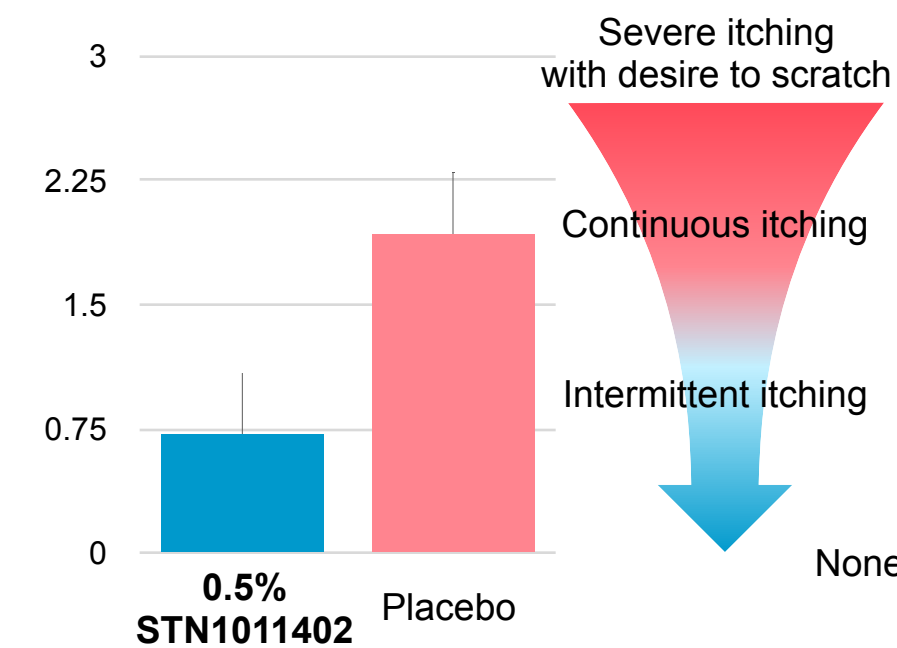 3
2.25
1.5
0.75
0
0.5%
STN1011402
Placebo
Severe itching
with desire to scratch
Continuous itching
Intermittent itching
None